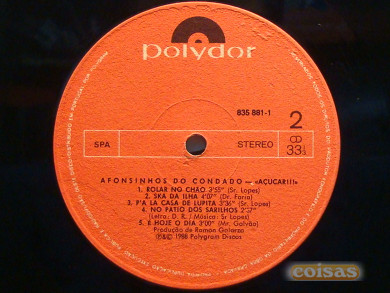 polydor
835 881-1
SPA
STEREO
2
33⅓
AFONSINHOS DO CONDADO — «AÇUCAR!!!»
1. ROLAR NO CHÃO 3'55" (Sr. Lopes)
2. SKA DA ILHA 4'07" (Dr. Faria)
3. P'A LA CASA DE LUPITA 3'36" (Sr. Lopes)
4. NO PATIO DOS SARILHOS 2'57"
(Letra: D. R. / Música: Sr Lopes)
5. E HOJE O DIA 3'00" (Mr. Galvão)
Produção de Ramon Galarza
1988 Polygram Discos
coisas